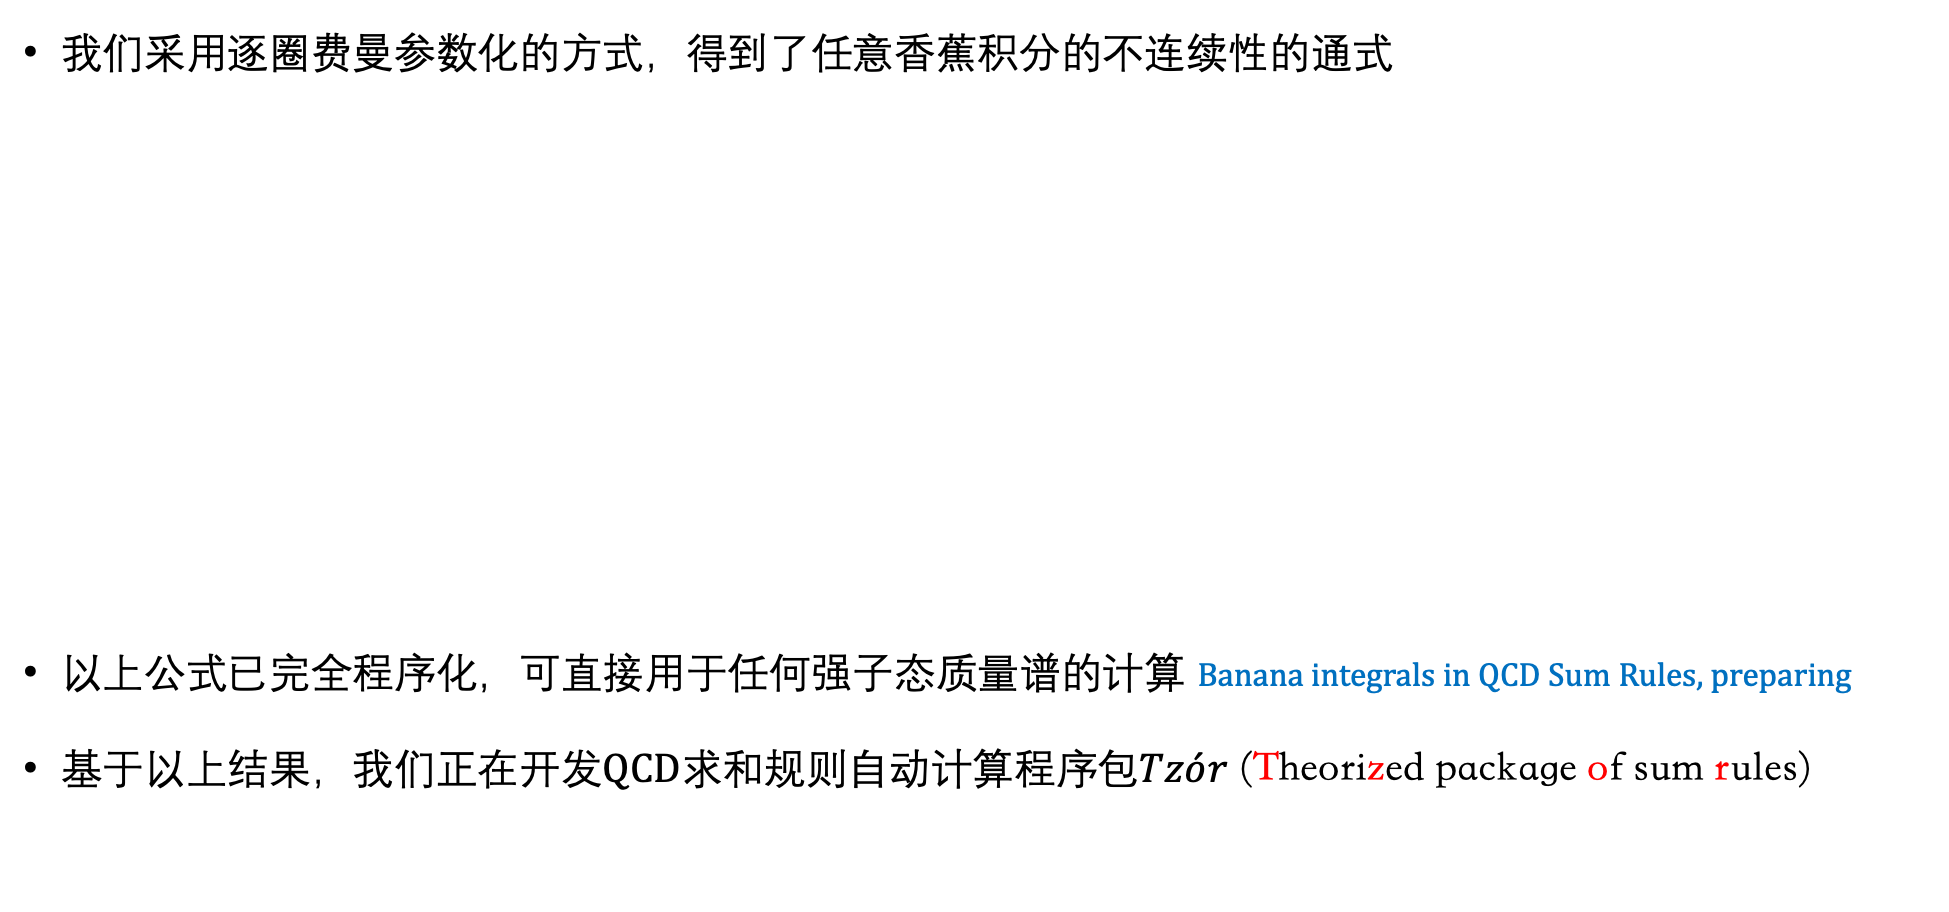 • 我们采用逐圈费曼参数化的方式，得到了任意香蕉积分的不连续性的通式
• 以上公式已完全程序化，可直接用于任何强子态质量谱的计算 Banana integrals in QCD Sum Rules, preparing
• 基于以上结果，我们正在开发QCD求和规则自动计算程序包Tzór (Theorized package of sum rules)